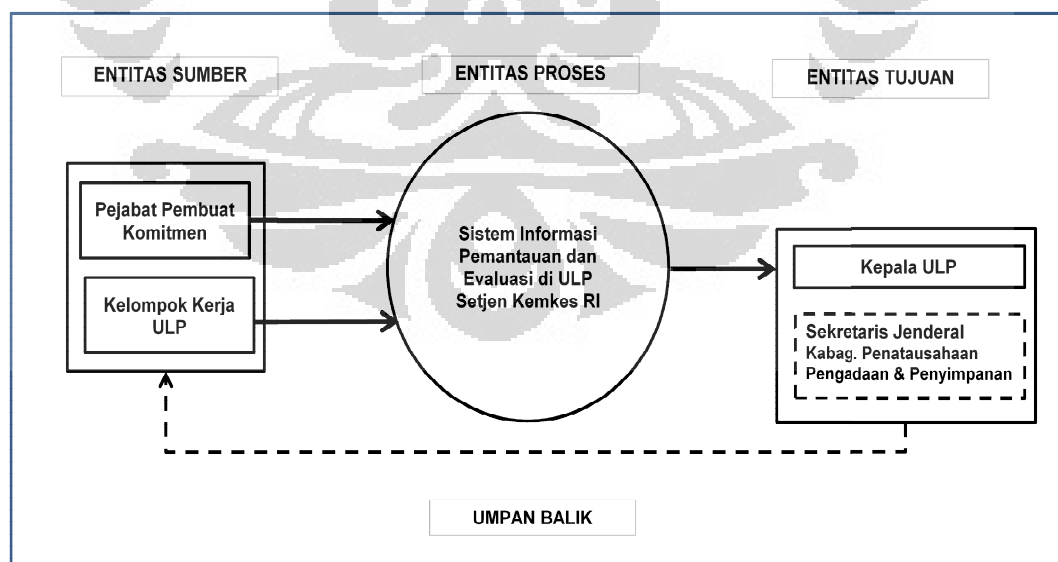 ENTITAS SUMBER
ENTITAS PROSES
ENTITAS TUJUAN
Pejabat Pembuat
Komitmen
Kelompok Kerja
ULP
Sistem Informasi
Pemantauan dan
Evaluasi di ULP
Setjen Kemkes RI
Kepala ULP
Sekretaris Jenderal
Kabag. Penatausahaan
Pengadaan & Penyimpanan
UMPAN BALIK